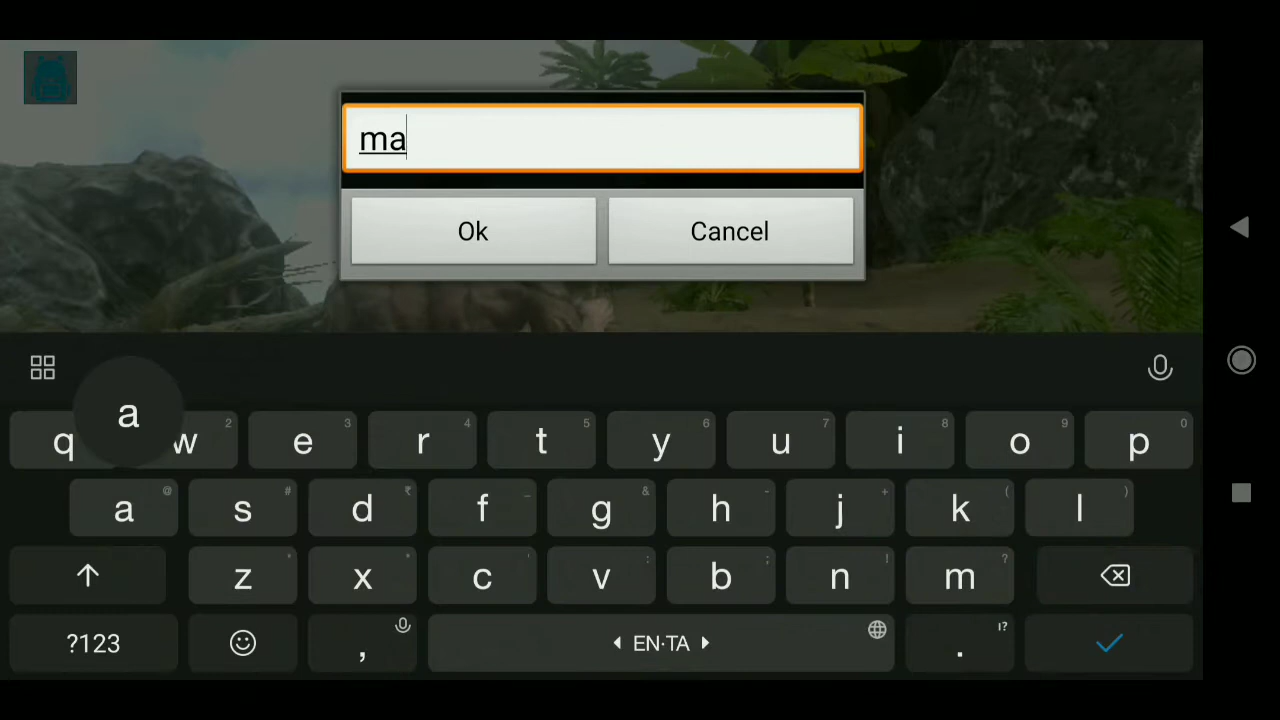 ma
Ok
Cancel
a
q w 2 e 3 r 4 t 5 y 6 u 7 i 8 o 9 p 0
a @ s # d ₹ f _ g & h - j + k ( l )
z x c v : b ; n ! m ?
?123 , EN·TA . !?